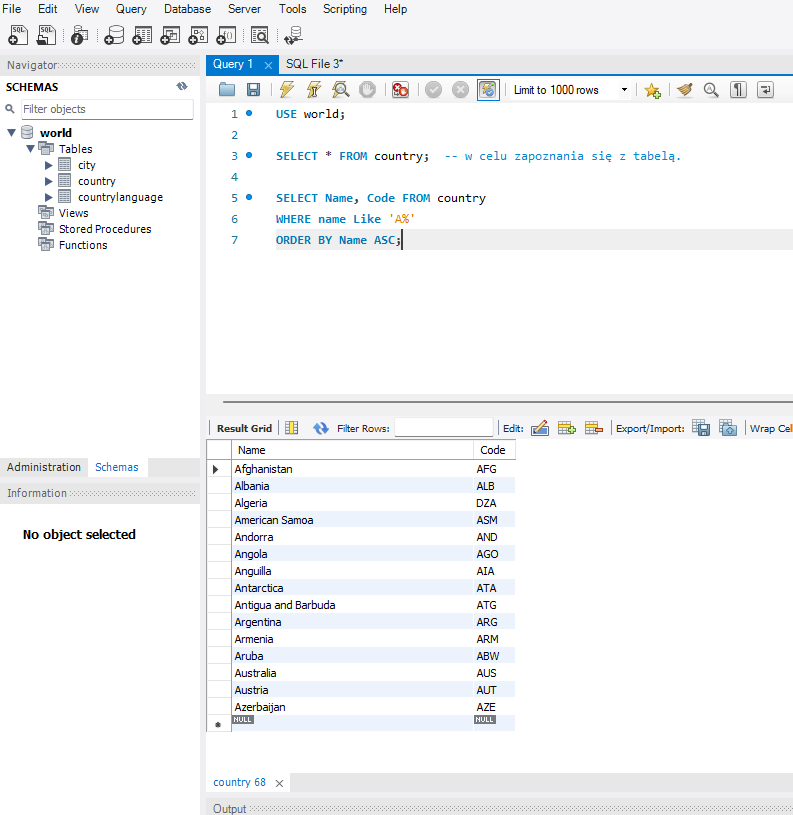 File Edit View Query Database Server Tools Scripting Help
Navigator
SCHEMAS
Filter objects
world
Tables
city
country
countrylanguage
Views
Stored Procedures
Functions
Administration Schemas
Information
No object selected
Query 1 SQL File 3*
Limit to 1000 rows
1 USE world;
2
3 SELECT * FROM country;  -- w celu zapoznania się z tabelą.
4
5 SELECT Name, Code FROM country
6 WHERE name Like 'A%'
7 ORDER BY Name ASC;
Result Grid Filter Rows: Edit: Export/Import: Wrap Cel
Name Code
Afghanistan AFG
Albania ALB
Algeria DZA
American Samoa ASM
Andorra AND
Angola AGO
Anguilla AIA
Antarctica ATA
Antigua and Barbuda ATG
Argentina ARG
Armenia ARM
Aruba ABW
Australia AUS
Austria AUT
Azerbaijan AZE
NULL NULL
country 68
Output